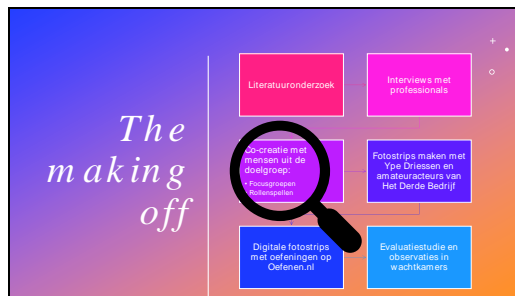 The
making
off
Literatuuronderzoek
Interviews met
professionals
Co-creatie met
mensen uit de
doelgroep:
• Focusgroepen
• Rollenspellen
Fotostrips maken met
Ype Driessen en
amateuracteurs van
Het Derde Bedrijf
Digitale fotostrips
met oefeningen op
Oefenen.nl
Evaluatiestudie en
observaties in
wachtkamers